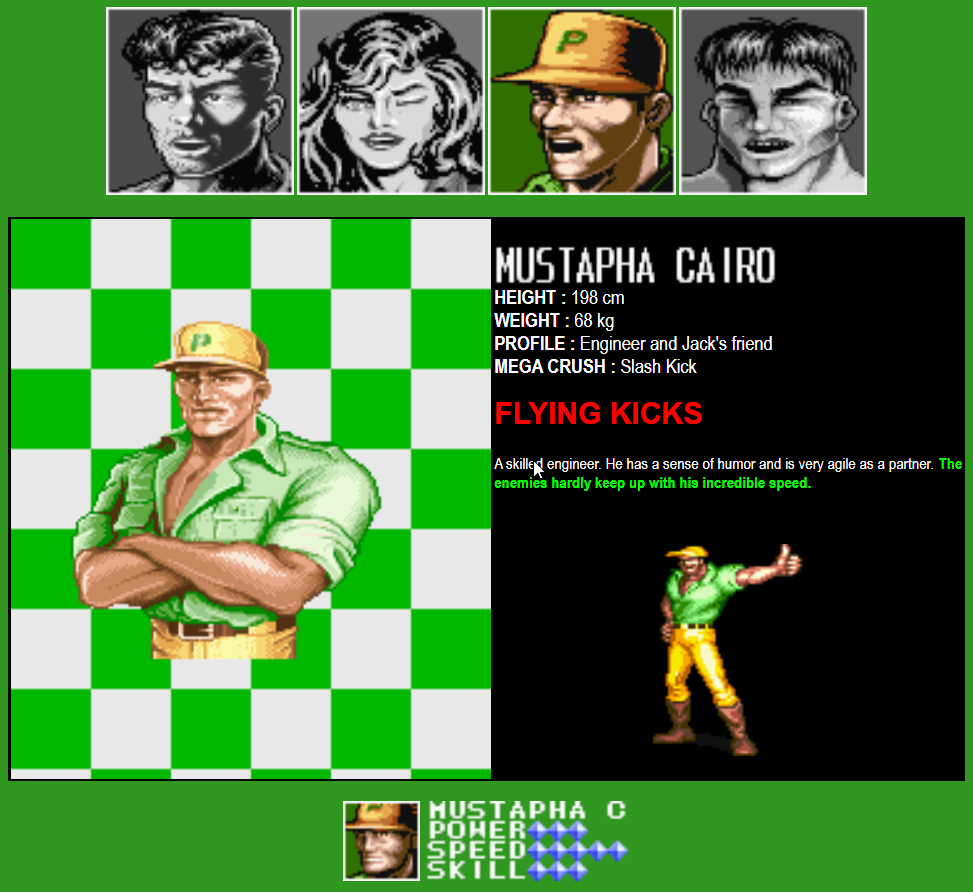 P
MUSTAPHA CAIRO
HEIGHT : 198 cm
WEIGHT : 68 kg
PROFILE : Engineer and Jack's friend
MEGA CRUSH : Slash Kick
P
FLYING KICKS
A skilled engineer. He has a sense of humor and is very agile as a partner. The
enemies hardly keep up with his incredible speed.
MUSTAPHA C
POWER
SPEED
SKILL